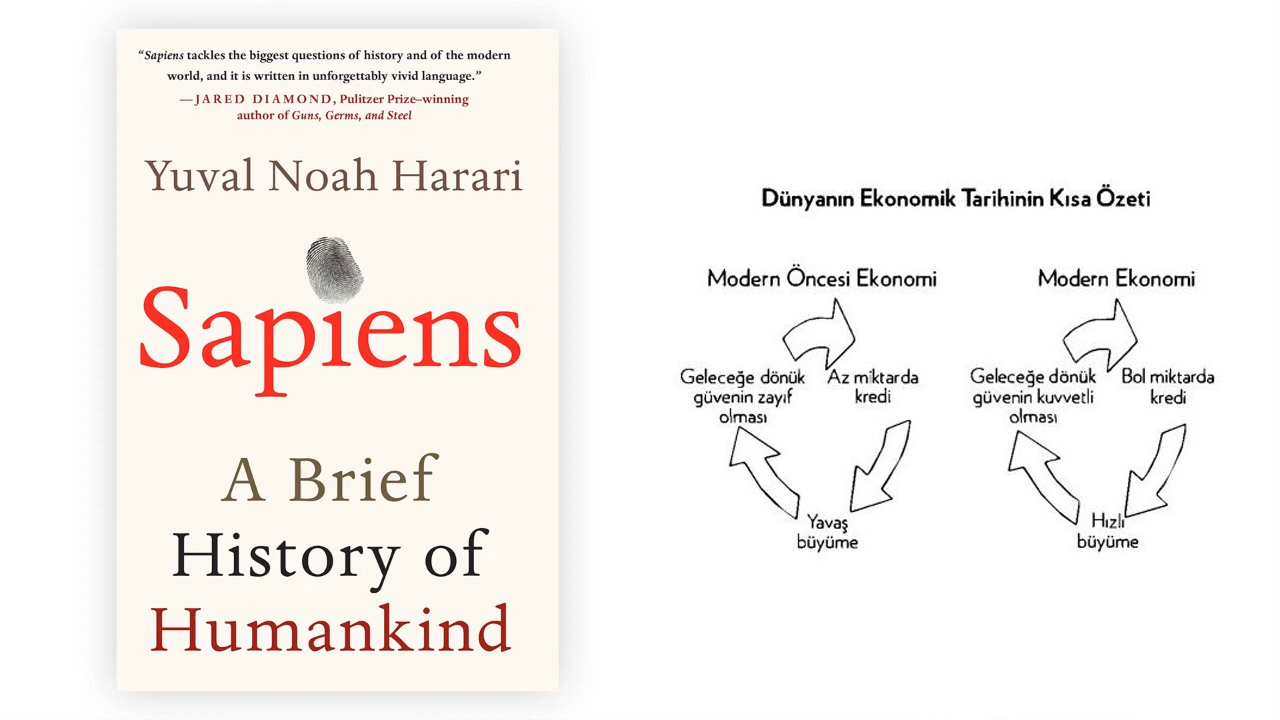 “Sapiens tackles the biggest questions of history and of the modern
world, and it is written in unforgettably vivid language.”
—JARED DIAMOND, Pulitzer Prize–winning
author of Guns, Germs, and Steel
Yuval Noah Harari
Sapiens
A Brief
History of
Humankind
Dünyanın Ekonomik Tarihinin Kısa Özeti
Modern Öncesi Ekonomi
Geleceğe dönük
güvenin zayıf
olması
Az miktarda
kredi
Yavaş
büyüme
Modern Ekonomi
Geleceğe dönük
güvenin kuvvetli
olması
Bol miktarda
kredi
Hızlı
büyüme